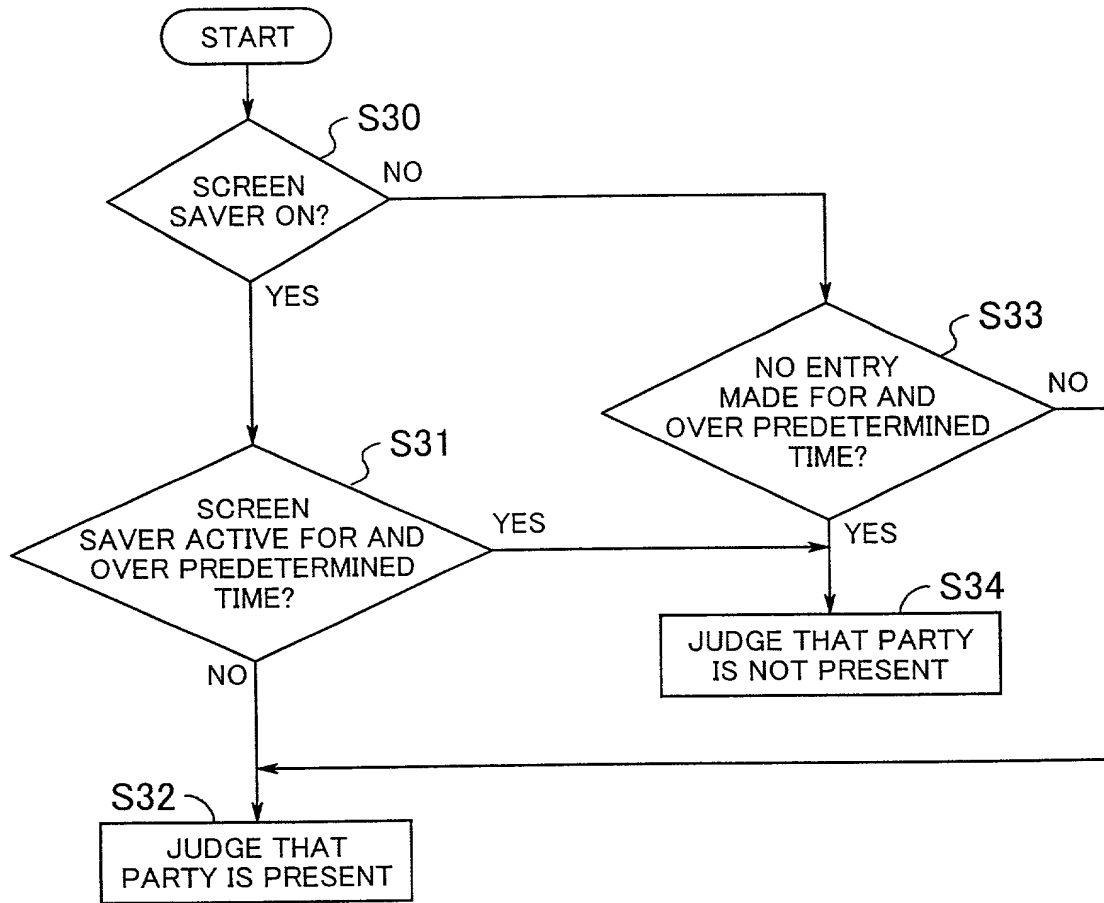 START
S30
SCREEN
SAVER ON?
NO
YES
S33
NO ENTRY
MADE FOR AND
OVER PREDETERMINED
TIME?
NO
YES
S31
SCREEN
SAVER ACTIVE FOR AND
OVER PREDETERMINED
TIME?
YES
NO
S34
JUDGE THAT PARTY
IS NOT PRESENT
S32
JUDGE THAT
PARTY IS PRESENT